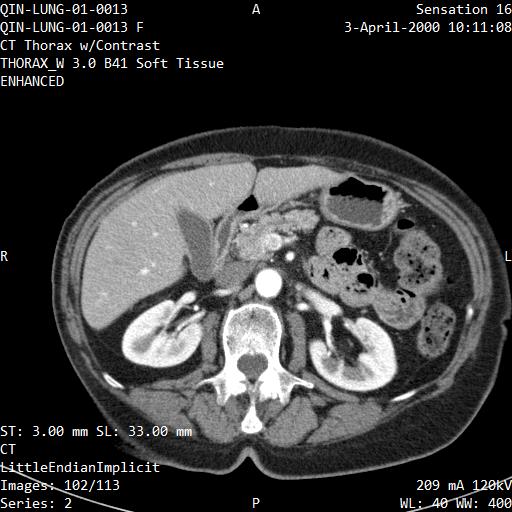 QIN-LUNG-01-0013 A Sensation 16
QIN-LUNG-01-0013 F 3-April-2000 10:11:08
CT Thorax w/Contrast
THORAX_W 3.0 B41 Soft Tissue
ENHANCED
R L
ST: 3.00 mm SL: 33.00 mm
CT
LittleEndianImplicit
Images: 102/113 209 mA 120kV
Series: 2 P WL: 40 WW: 400